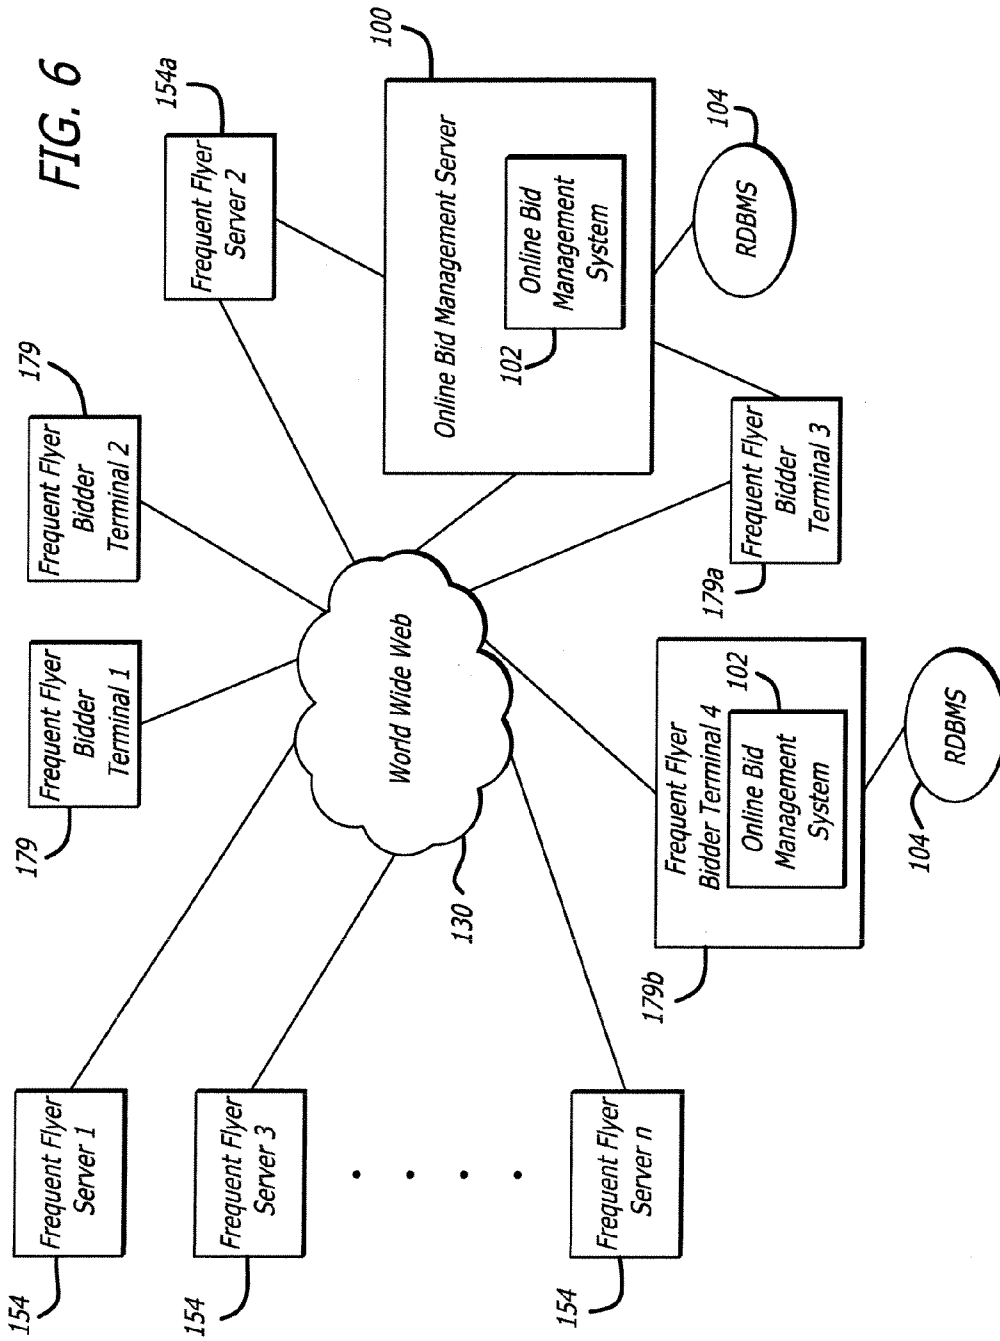 FIG. 6
154
Frequent Flyer
Server 1
179
Frequent Flyer
Bidder
Terminal 1
Frequent Flyer
Bidder
Terminal 2
179
154a
Frequent Flyer
Server 2
154
Frequent Flyer
Server 3
130
World Wide Web
100
Online Bid Management Server
102
Online Bid
Management
System
104
RDBMS
154
Frequent Flyer
Server n
179b
Frequent Flyer
Bidder Terminal 4
102
Online Bid
Management
System
179a
Frequent Flyer
Bidder
Terminal 3
104
RDBMS